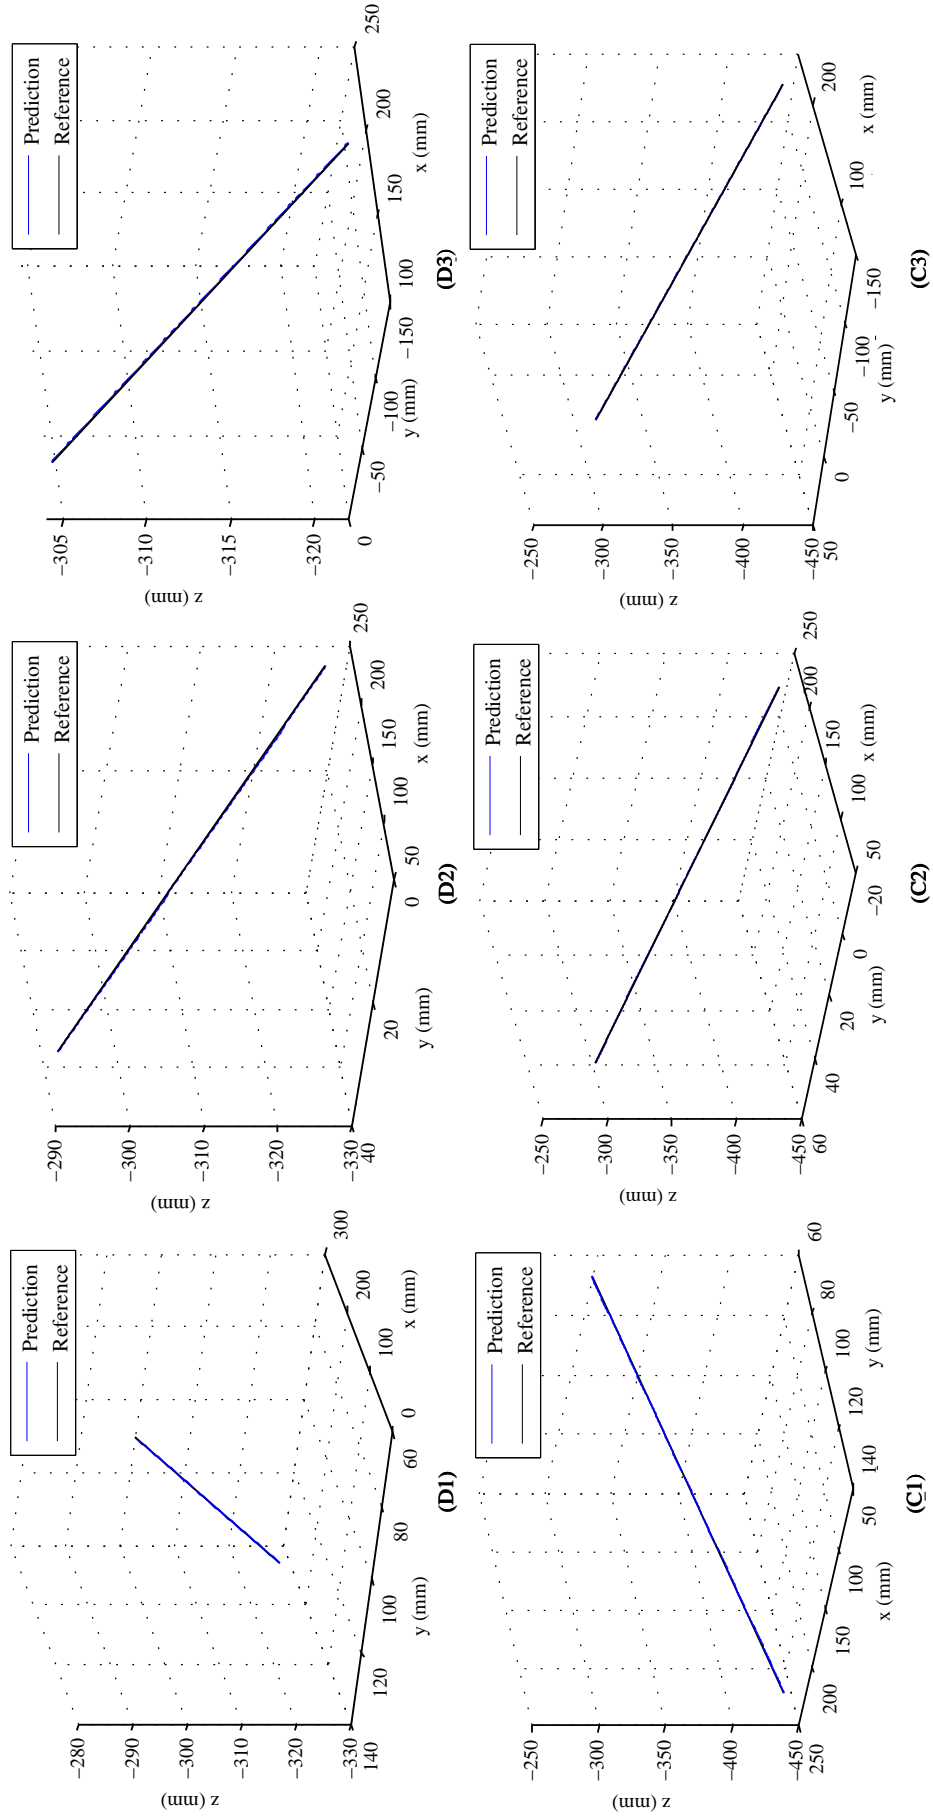 Prediction
Reference
−280
−290
−300
−310
−320
−330
z (mm)
140
120
100
80
60
y (mm)
0
100
200
300
x (mm)
(D1)
Prediction
Reference
−290
−300
−310
−320
−330
z (mm)
40
20
0
y (mm)
50
100
150
200
250
x (mm)
(D2)
Prediction
Reference
−305
−310
−315
−320
z (mm)
0
−50
−100
−150
y (mm)
100
150
200
250
x (mm)
(D3)
Prediction
Reference
−250
−300
−350
−400
−450
z (mm)
250
200
150
100
50
x (mm)
140
120
100
80
60
y (mm)
(C1)
Prediction
Reference
−250
−300
−350
−400
−450
z (mm)
60
40
20
0
−20
y (mm)
50
100
150
200
250
x (mm)
(C2)
Prediction
Reference
−250
−300
−350
−400
−450
z (mm)
50
0
−50
−100
−150
y (mm)
100
200
x (mm)
(C3)